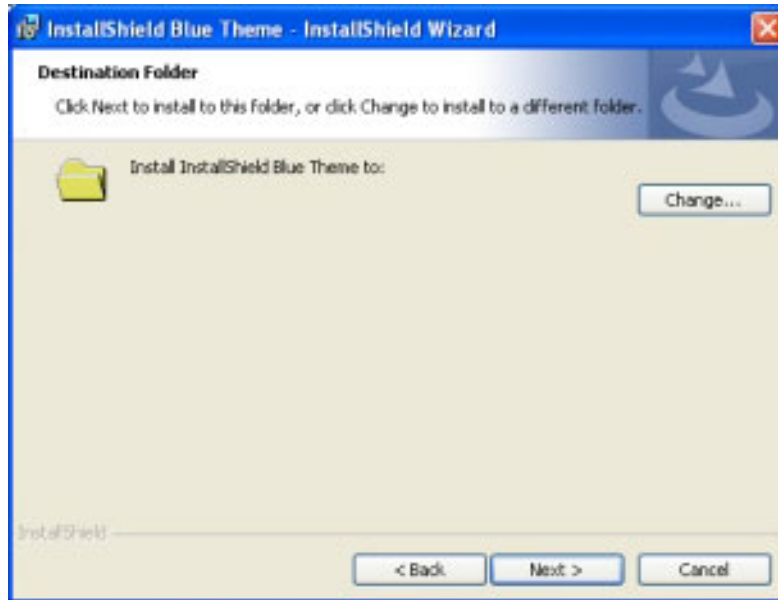 InstallShield Blue Theme - InstallShield Wizard
Destination Folder
Click Next to install to this folder, or click Change to install to a different folder.
Install InstallShield Blue Theme to:
Change...
InstallShield
< Back
Next >
Cancel